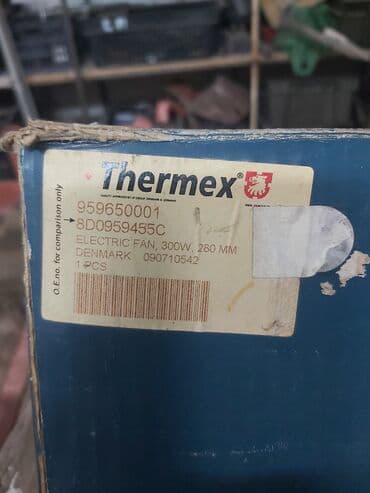 Thermex®
959650001
8D0959455C
ELECTRIC FAN, 300W, 280 MM
DENMARK 090710542
1 PCS
O.E.no. for comparison only